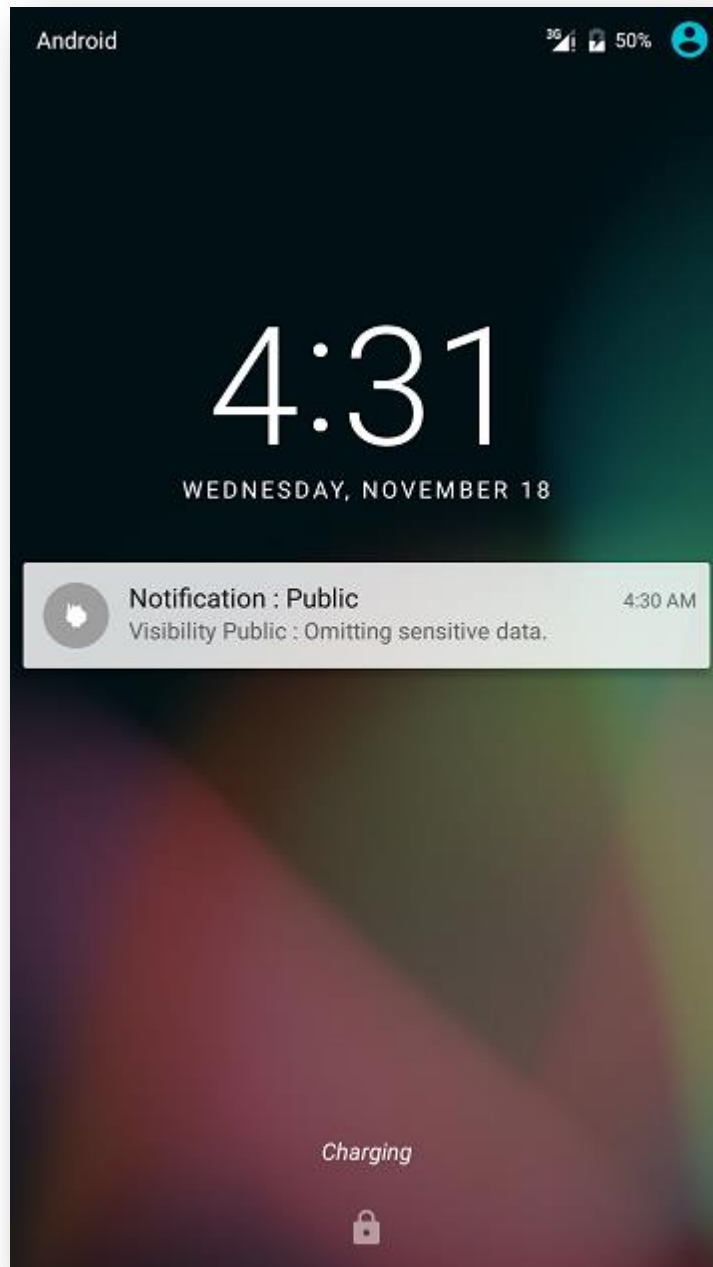 Android 3G 50%
4:31
WEDNESDAY, NOVEMBER 18
Notification : Public 4:30 AM
Visibility Public : Omitting sensitive data.
Charging